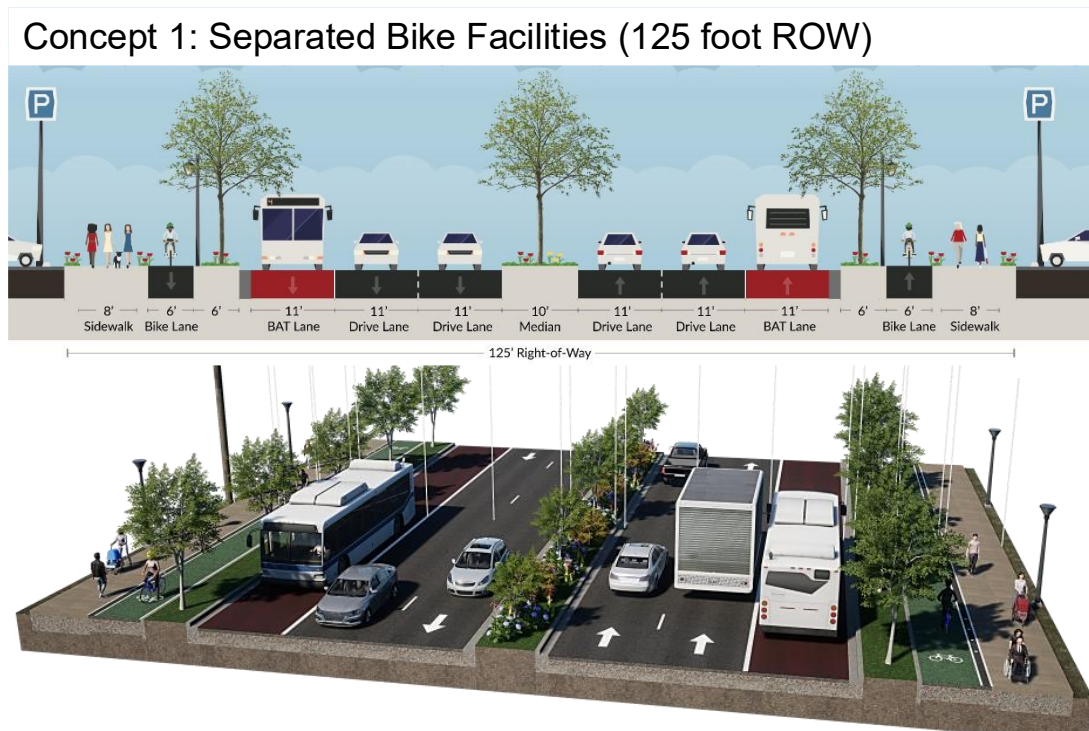 Concept 1: Separated Bike Facilities (125 foot ROW)
P
P
8' 6' 6' 11' 11' 11' 10' 11' 11' 11' 6' 6' 8'
Sidewalk Bike Lane BAT Lane Drive Lane Drive Lane Median Drive Lane Drive Lane BAT Lane Bike Lane Sidewalk
125' Right-of-Way